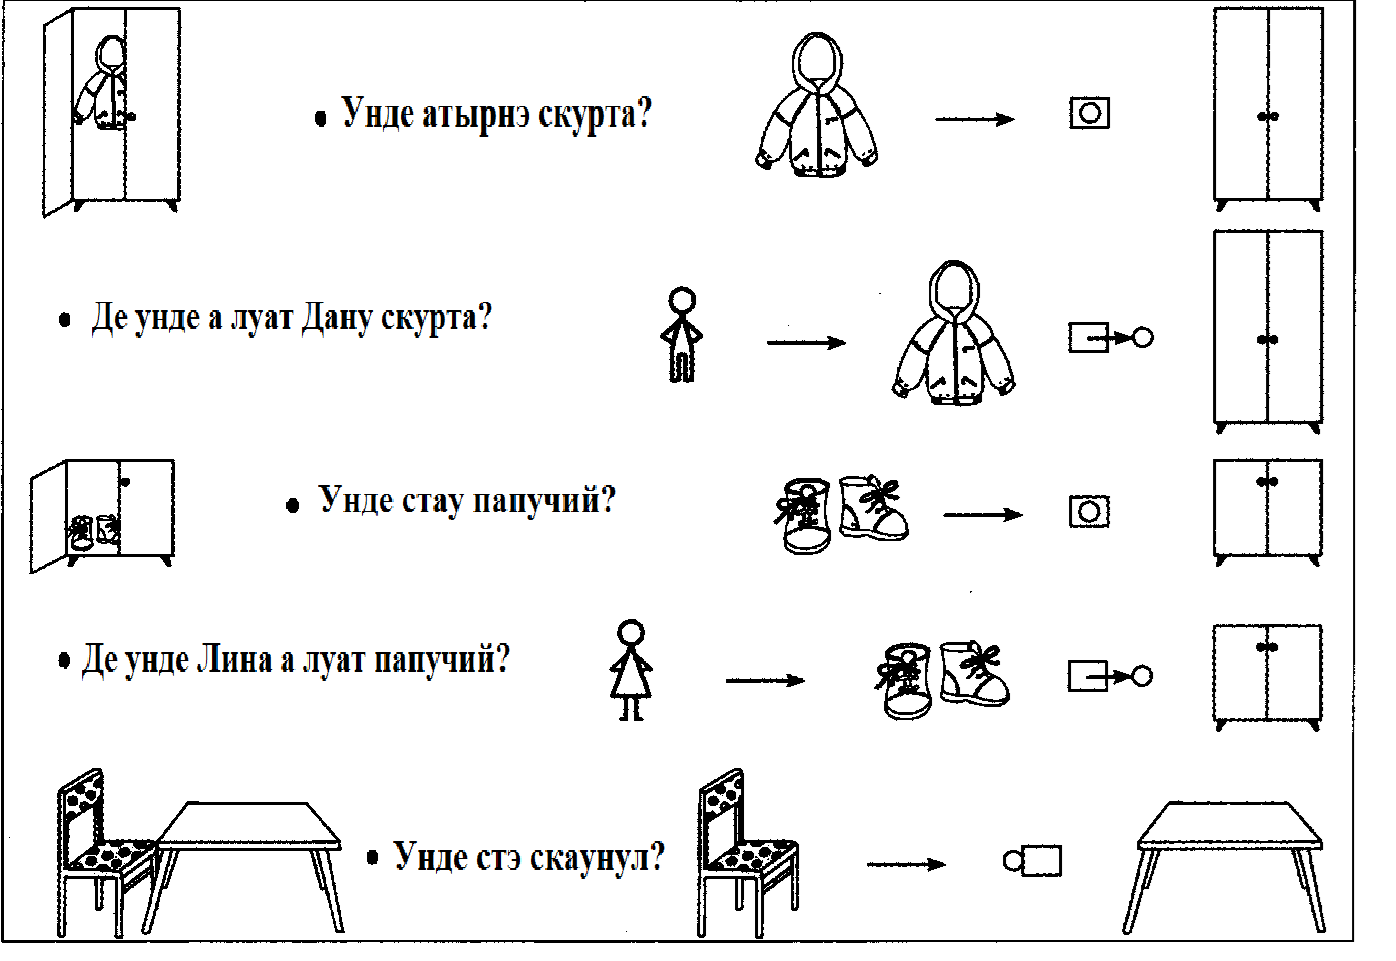 • Унде атырнэ скурта?
• Де унде а луат Дану скурта?
• Унде стау папучий?
• Де унде Лина а луат папучий?
• Унде стэ скаунул?